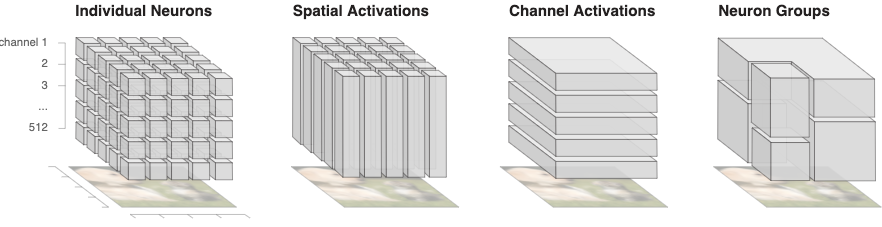 Individual Neurons
Spatial Activations
Channel Activations
Neuron Groups
channel 1
2
3
...
512